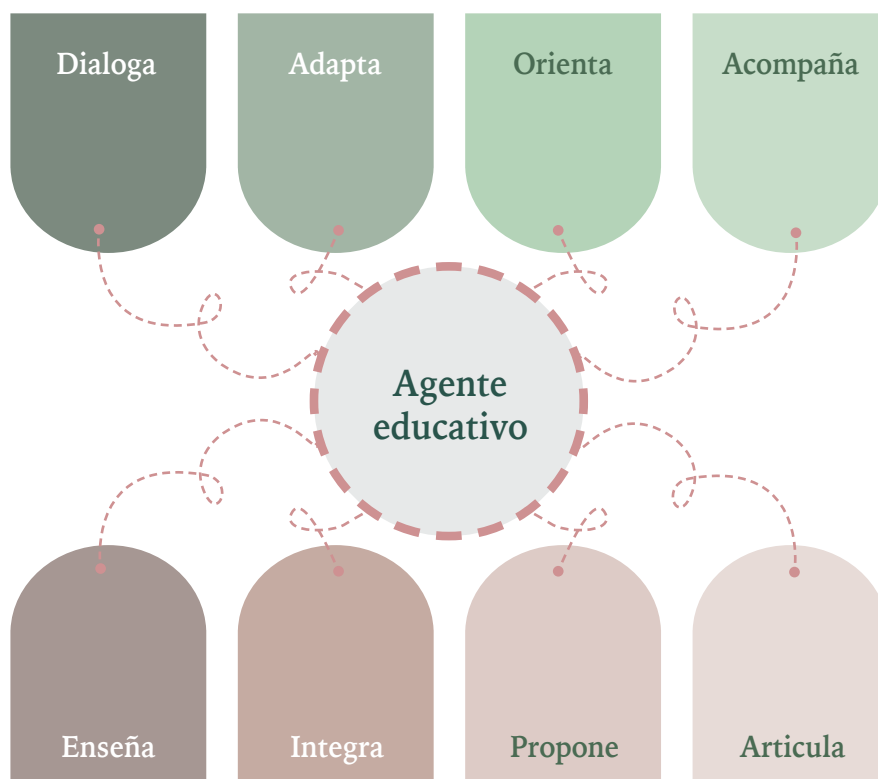 Dialoga
Adapta
Orienta
Acompaña
Agente
educativo
Enseña
Integra
Propone
Articula